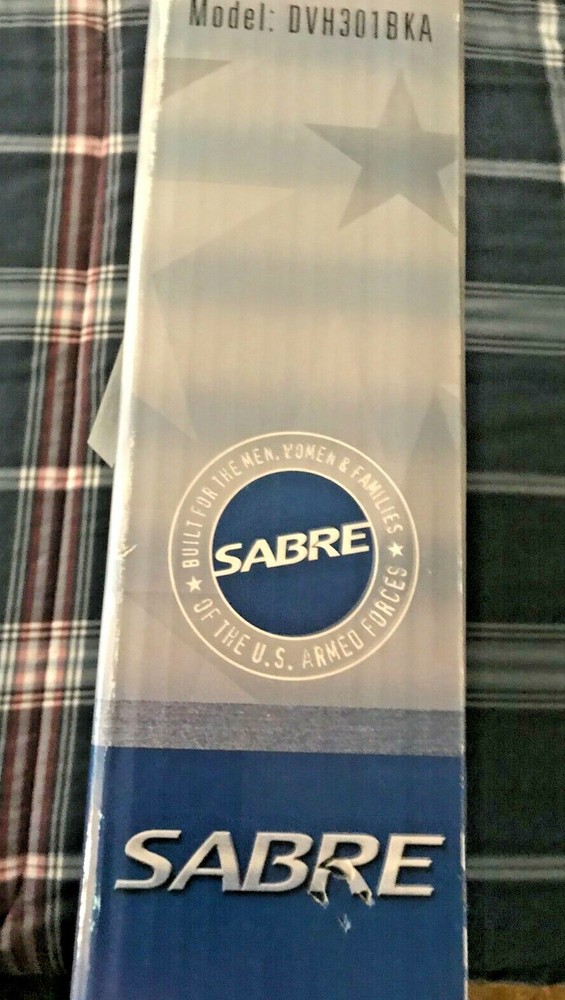 Model: DVH301BKA
BUILT FOR THE MEN, WOMEN & FAMILIES
SABRE
OF THE U.S. ARMED FORCES
SABRE